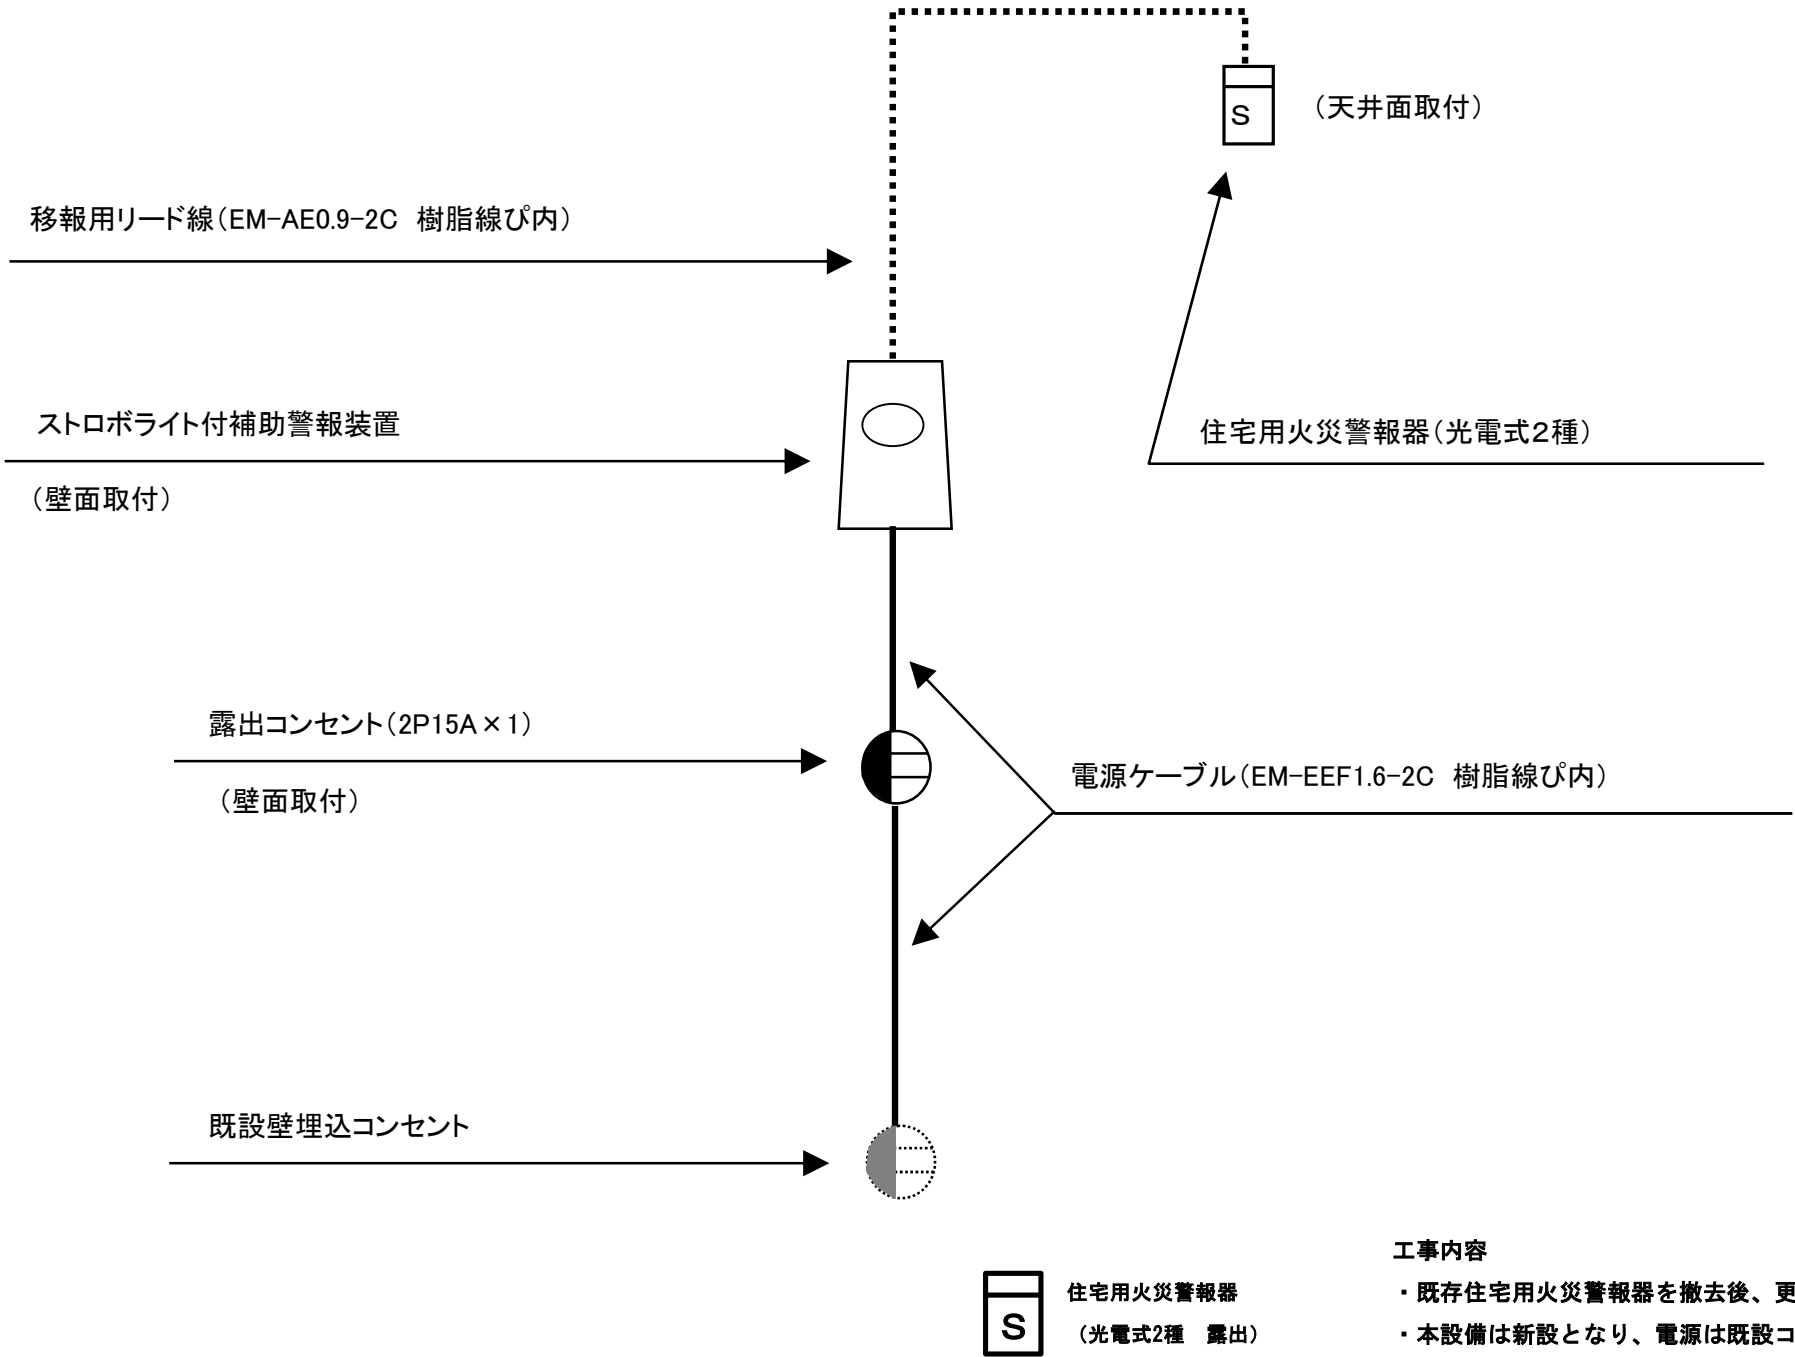 S
（天井面取付）
移報用リード線（EM-AE0.9-2C　樹脂線ぴ内）
ストロボライト付補助警報装置
（壁面取付）
住宅用火災警報器（光電式２種）
露出コンセント（2P15A×1）
（壁面取付）
電源ケーブル（EM-EEF1.6-2C　樹脂線ぴ内）
既設壁埋込コンセント
S
住宅用火災警報器
（光電式2種　露出）
工事内容
・既存住宅用火災警報器を撤去後、更
・本設備は新設となり、電源は既設コ